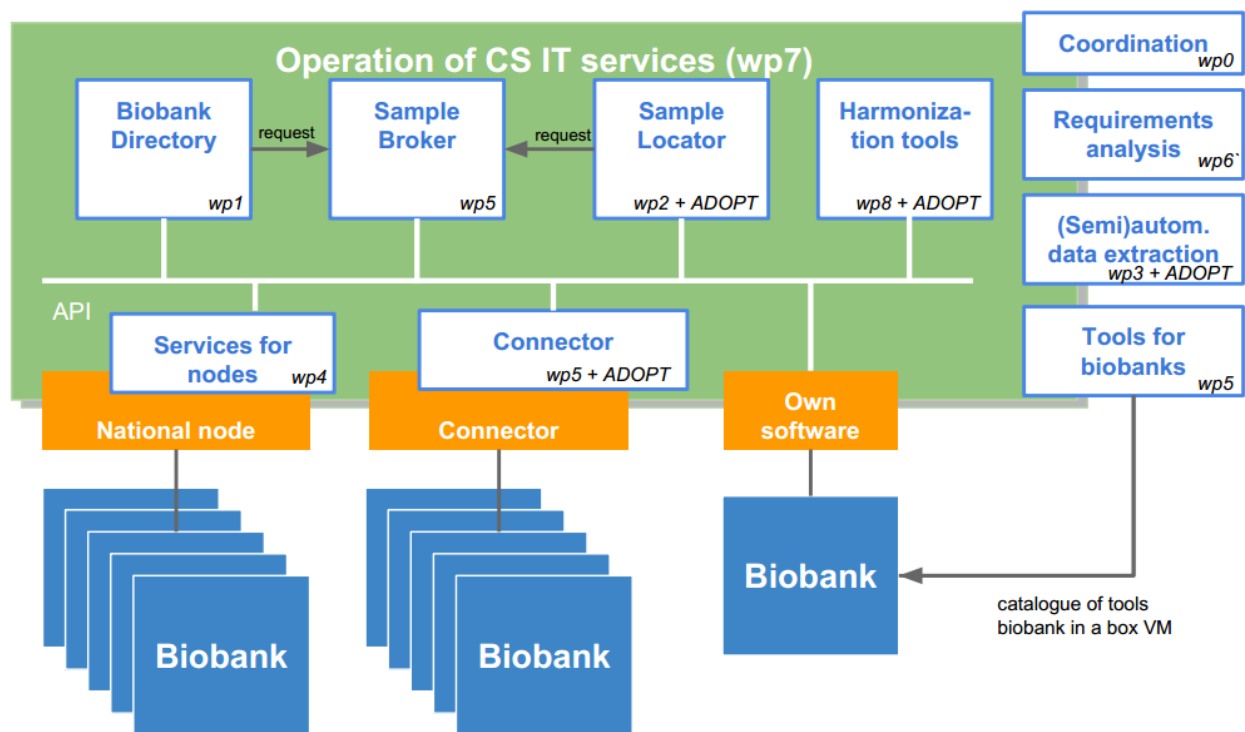 Operation of CS IT services (wp7)
Biobank
Directory
wp1
request
Sample
Broker
wp5
request
Sample
Locator
wp2 + ADOPT
Harmoniza-
tion tools
wp8 + ADOPT
Coordination
wp0
Requirements
analysis
wp6`
(Semi)autom.
data extraction
wp3 + ADOPT
Tools for
biobanks
wp5
API
Services for
nodes
wp4
Connector
wp5 + ADOPT
National node
Connector
Own
software
Biobank
Biobank
Biobank
catalogue of tools
biobank in a box VM